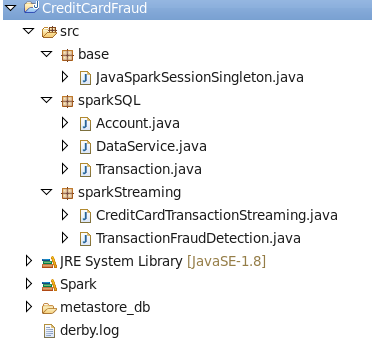 CreditCardFraud
src
base
JavaSparkSessionSingleton.java
sparkSQL
Account.java
DataService.java
Transaction.java
sparkStreaming
CreditCardTransactionStreaming.java
TransactionFraudDetection.java
JRE System Library [JavaSE-1.8]
Spark
metastore_db
derby.log